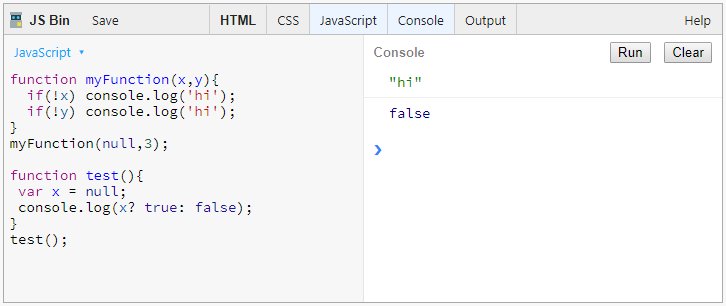 JS Bin Save HTML CSS JavaScript Console Output Help
JavaScript ▾
function myFunction(x,y){
  if(!x) console.log('hi');
  if(!y) console.log('hi');
}
myFunction(null,3);

function test(){
 var x = null;
 console.log(x? true: false);
}
test();
Console Run Clear
"hi"
false
❯